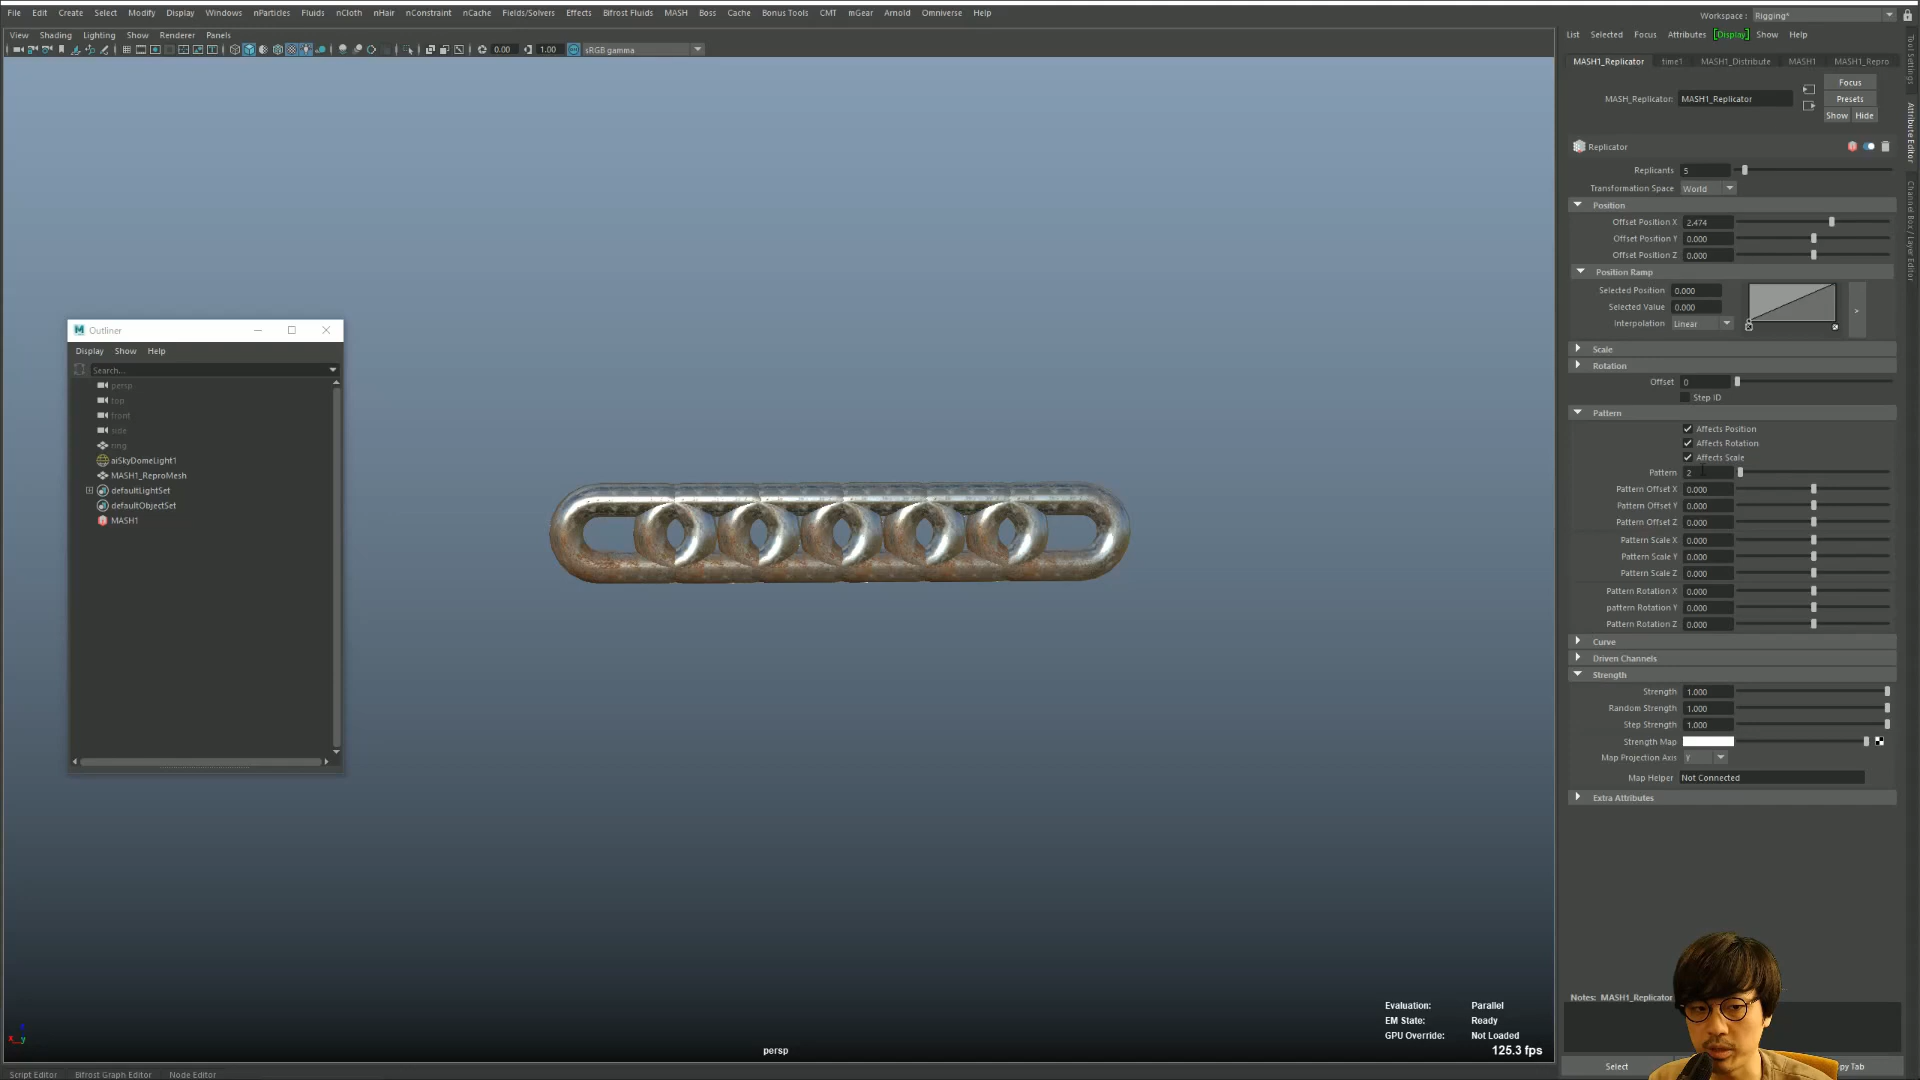 File Edit Create Select Modify Display Windows nParticles Fluids nCloth nHair nConstraint nCache Fields/Solvers Effects Bifrost Fluids MASH Boss Cache Bonus Tools CMT mGear Arnold Omniverse Help
Workspace : Rigging*
View Shading Lighting Show Renderer Panels
0.00 1.00 sRGB gamma
List Selected Focus Attributes [Display] Show Help
MASH1_Replicator time1 MASH1_Distribute MASH1 MASH1_Repro
MASH_Replicator: MASH1_Replicator
Focus
Presets
Show Hide
Tool Settings
Attribute Editor
Channel Box / Layer Editor
Replicator
Replicants 5
Transformation Space World
Position
Offset Position X 2.474
Offset Position Y 0.000
Offset Position Z 0.000
Position Ramp
Selected Position 0.000
Selected Value 0.000
Interpolation Linear
>
Scale
Rotation
Offset 0
Step ID
Pattern
Affects Position
Affects Rotation
Affects Scale
Pattern 2
Pattern Offset X 0.000
Pattern Offset Y 0.000
Pattern Offset Z 0.000
Pattern Scale X 0.000
Pattern Scale Y 0.000
Pattern Scale Z 0.000
Pattern Rotation X 0.000
pattern Rotation Y 0.000
Pattern Rotation Z 0.000
Curve
Driven Channels
Strength
Strength 1.000
Random Strength 1.000
Step Strength 1.000
Strength Map
Map Projection Axis Y
Map Helper Not Connected
Extra Attributes
Notes: MASH1_Replicator
Select
py Tab
Outliner
Display Show Help
Search...
persp
top
front
side
ring
aiSkyDomeLight1
MASH1_ReproMesh
defaultLightSet
defaultObjectSet
MASH1
Evaluation: Parallel
EM State: Ready
GPU Override: Not Loaded
125.3 fps
persp
Script Editor Bifrost Graph Editor Node Editor